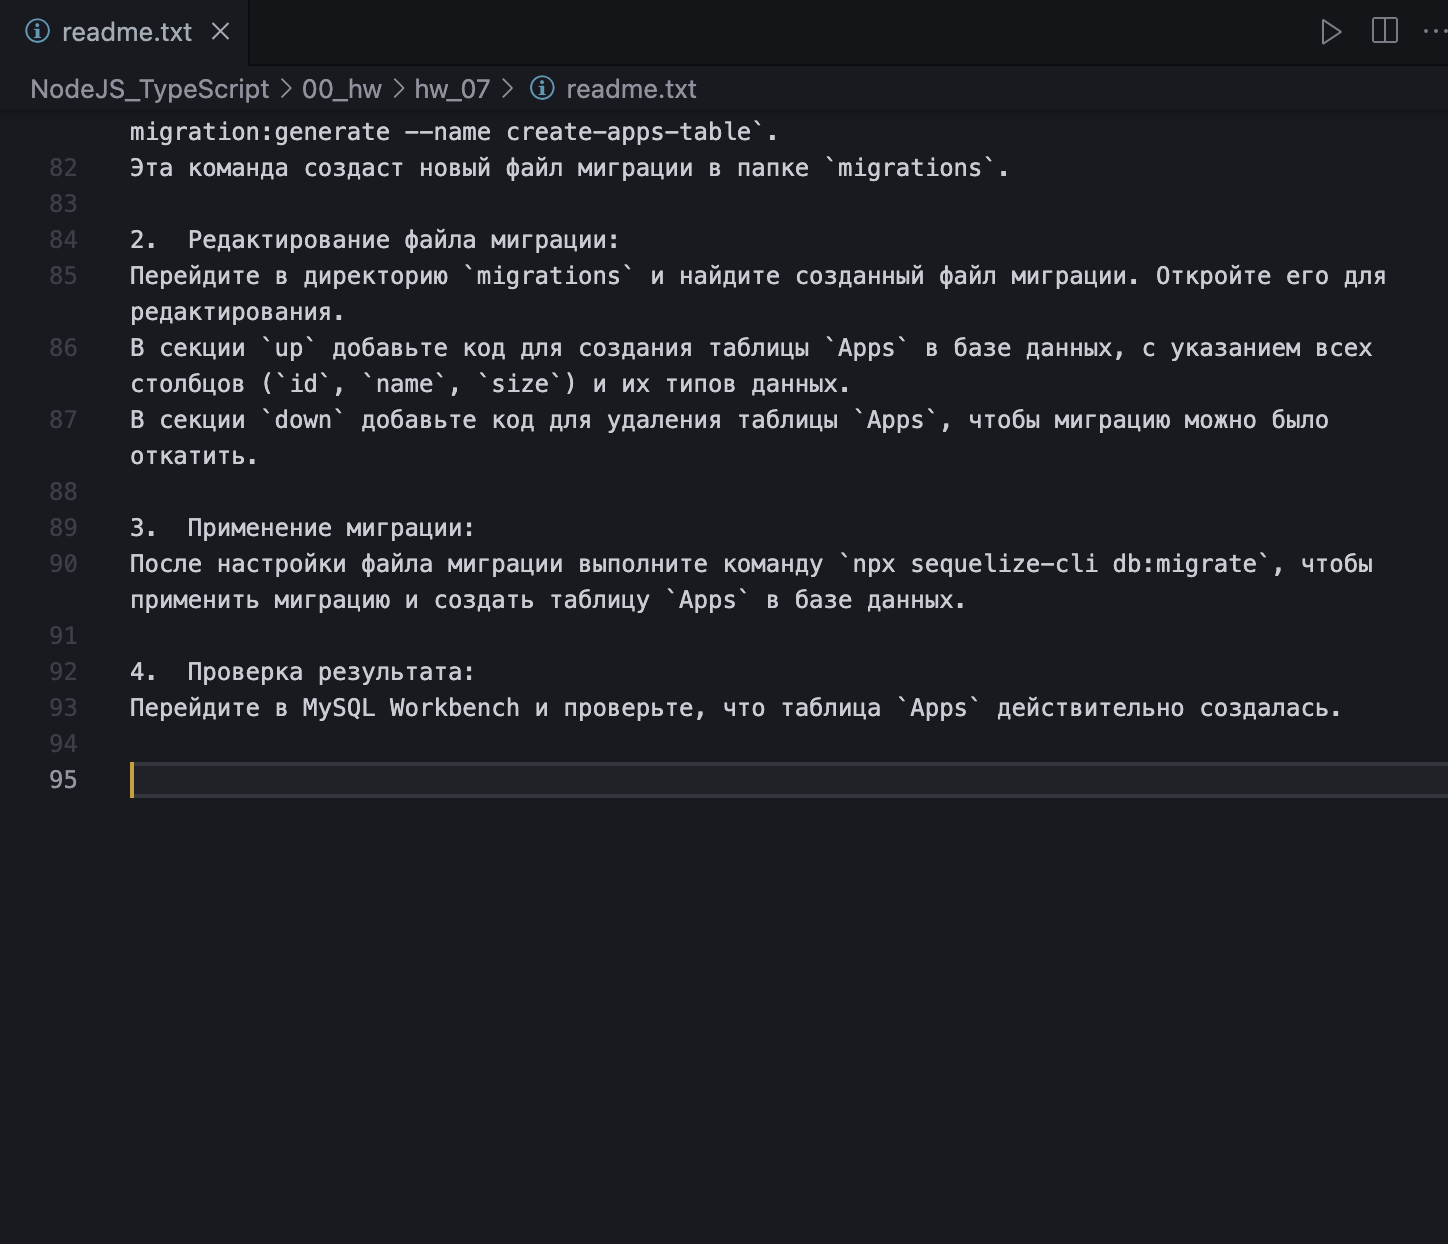 readme.txt
NodeJS_TypeScript > 00_hw > hw_07 > readme.txt
migration:generate --name create-apps-table`.
82 Эта команда создаст новый файл миграции в папке `migrations`.
83
84 2.  Редактирование файла миграции:
85 Перейдите в директорию `migrations` и найдите созданный файл миграции. Откройте его для
редактирования.
86 В секции `up` добавьте код для создания таблицы `Apps` в базе данных, с указанием всех
столбцов (`id`, `name`, `size`) и их типов данных.
87 В секции `down` добавьте код для удаления таблицы `Apps`, чтобы миграцию можно было
откатить.
88
89 3.  Применение миграции:
90 После настройки файла миграции выполните команду `npx sequelize-cli db:migrate`, чтобы
применить миграцию и создать таблицу `Apps` в базе данных.
91
92 4.  Проверка результата:
93 Перейдите в MySQL Workbench и проверьте, что таблица `Apps` действительно создалась.
94
95